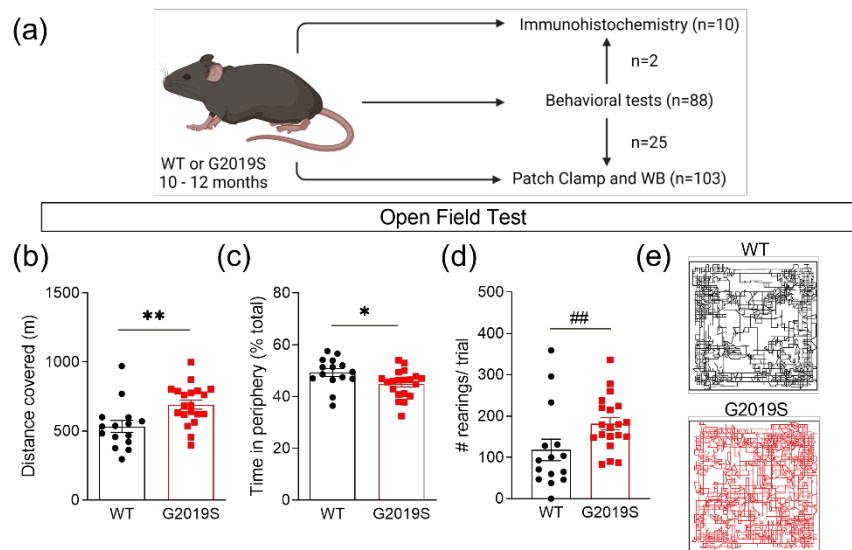 (a)
Immunohistochemistry (n=10)
n=2
Behavioral tests (n=88)
n=25
WT or G2019S
10 - 12 months
Patch Clamp and WB (n=103)
Open Field Test
(b)
Distance covered (m)
1500
1000
500
0
**
WT
G2019S
(c)
Time in periphery (% total)
80
60
40
20
0
*
WT
G2019S
(d)
# rearings/ trial
500
400
300
200
100
0
##
WT
G2019S
(e)
WT
G2019S